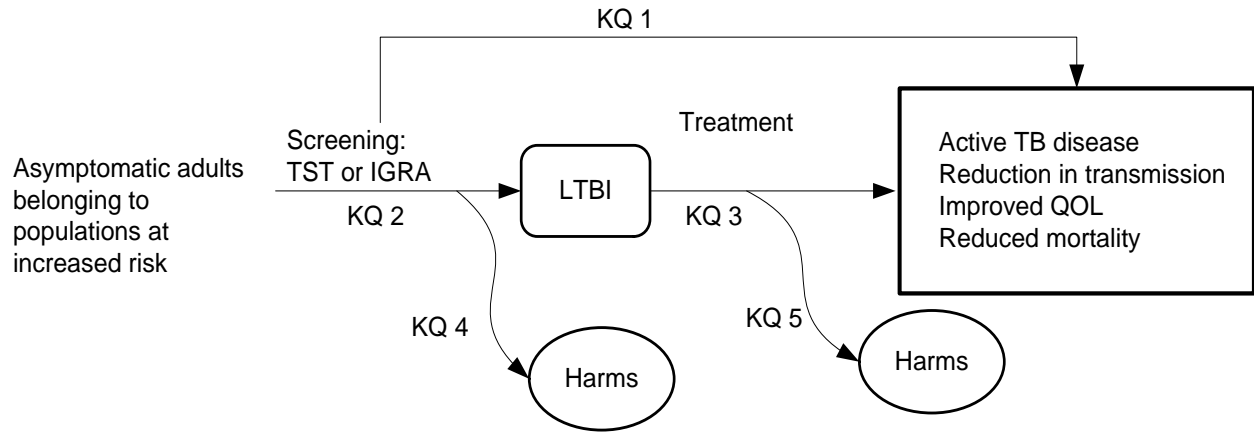 KQ 1
Asymptomatic adults
belonging to
populations at
increased risk
Screening:
TST or IGRA
KQ 2
LTBI
Treatment
KQ 3
Active TB disease
Reduction in transmission
Improved QOL
Reduced mortality
KQ 4
Harms
KQ 5
Harms